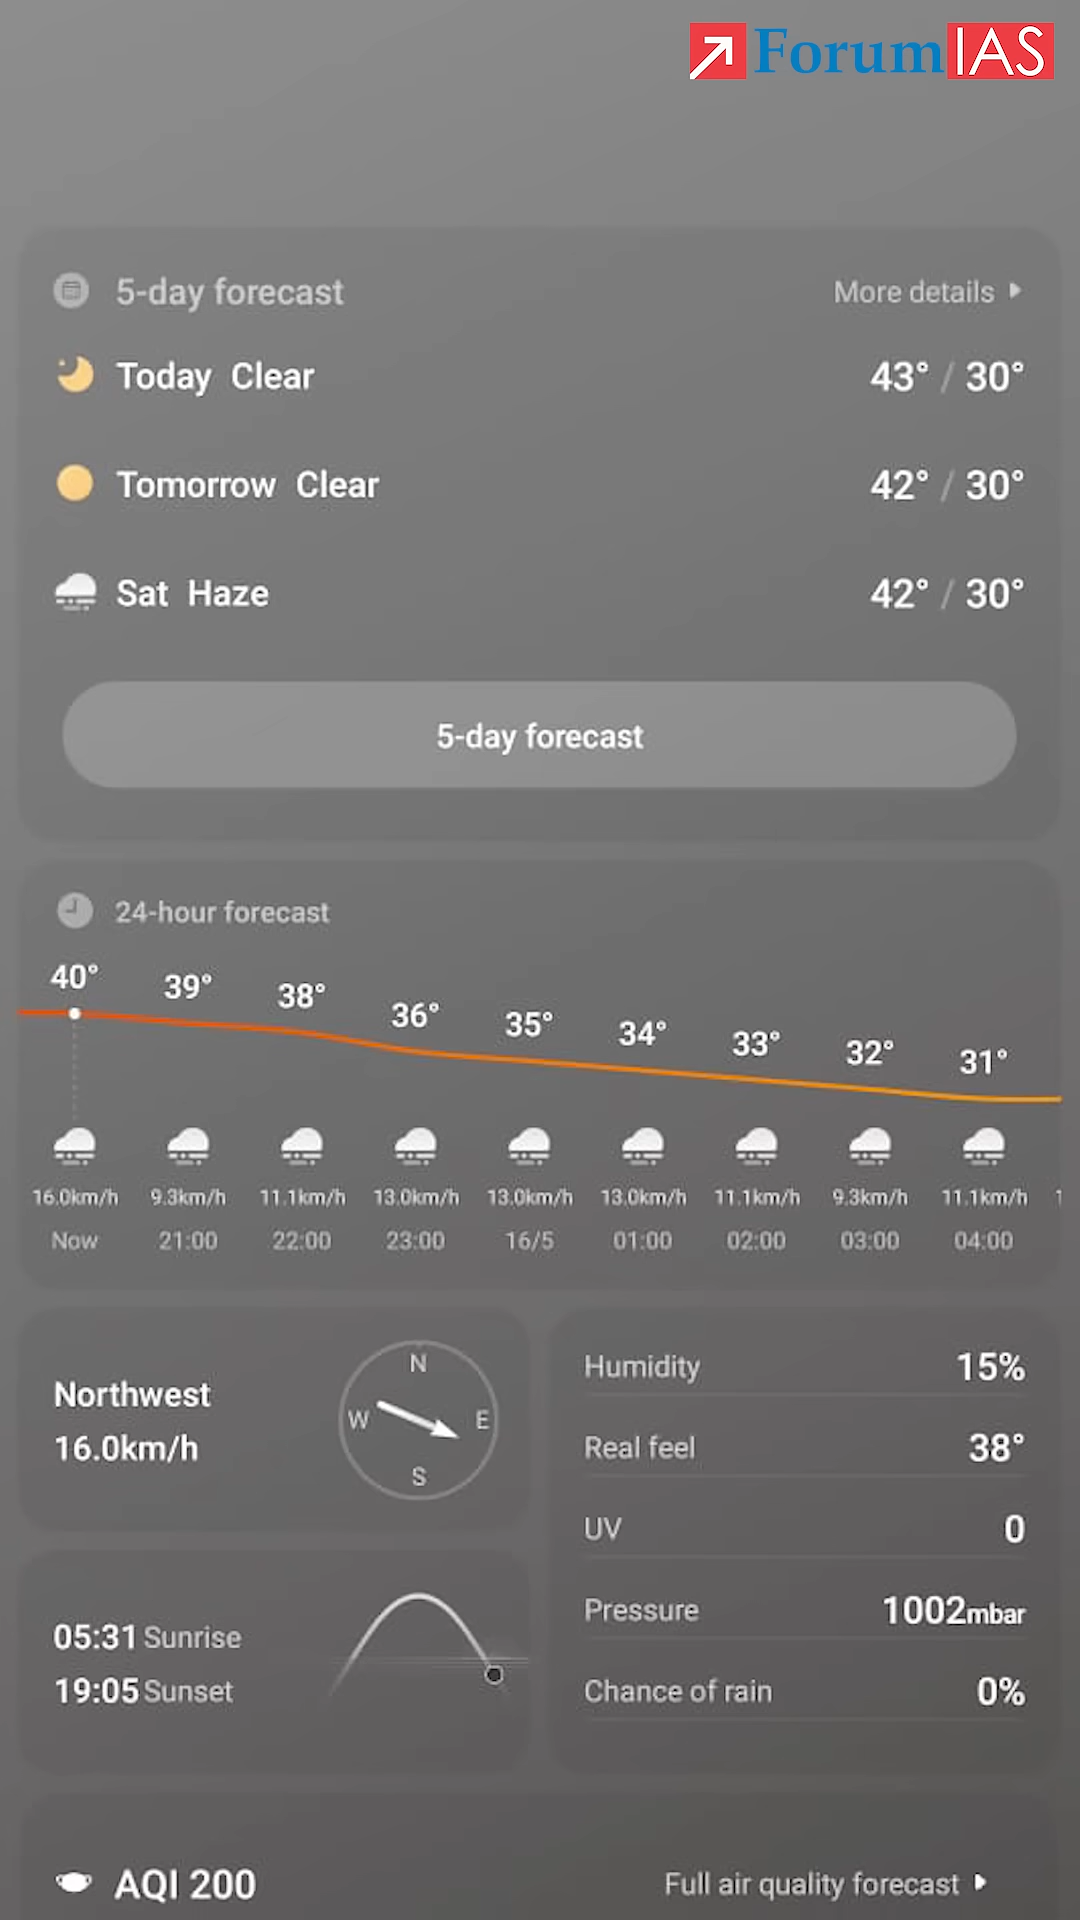 ForumIAS
5-day forecast More details
Today Clear 43° / 30°
Tomorrow Clear 42° / 30°
Sat Haze 42° / 30°
5-day forecast
24-hour forecast
40° 39° 38° 36° 35° 34° 33° 32° 31°
16.0km/h 9.3km/h 11.1km/h 13.0km/h 13.0km/h 13.0km/h 11.1km/h 9.3km/h 11.1km/h
Now 21:00 22:00 23:00 16/5 01:00 02:00 03:00 04:00
Northwest
16.0km/h
N
W E
S
05:31 Sunrise
19:05 Sunset
Humidity 15%
Real feel 38°
UV 0
Pressure 1002mbar
Chance of rain 0%
AQI 200 Full air quality forecast